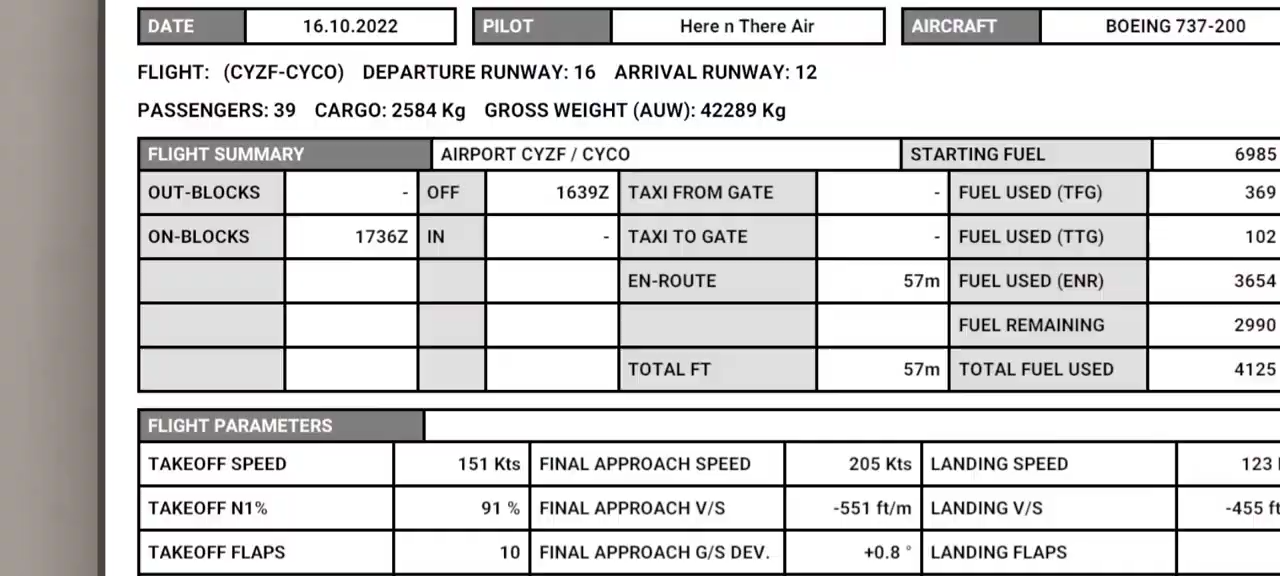 DATE 16.10.2022 PILOT Here n There Air AIRCRAFT BOEING 737-200
FLIGHT: (CYZF-CYCO) DEPARTURE RUNWAY: 16 ARRIVAL RUNWAY: 12
PASSENGERS: 39 CARGO: 2584 Kg GROSS WEIGHT (AUW): 42289 Kg
FLIGHT SUMMARY AIRPORT CYZF / CYCO STARTING FUEL 6985
OUT-BLOCKS - OFF 1639Z TAXI FROM GATE - FUEL USED (TFG) 369
ON-BLOCKS 1736Z IN - TAXI TO GATE - FUEL USED (TTG) 102
EN-ROUTE 57m FUEL USED (ENR) 3654
FUEL REMAINING 2990
TOTAL FT 57m TOTAL FUEL USED 4125
FLIGHT PARAMETERS
TAKEOFF SPEED 151 Kts FINAL APPROACH SPEED 205 Kts LANDING SPEED 123
TAKEOFF N1% 91 % FINAL APPROACH V/S -551 ft/m LANDING V/S -455 ft
TAKEOFF FLAPS 10 FINAL APPROACH G/S DEV. +0.8 ° LANDING FLAPS